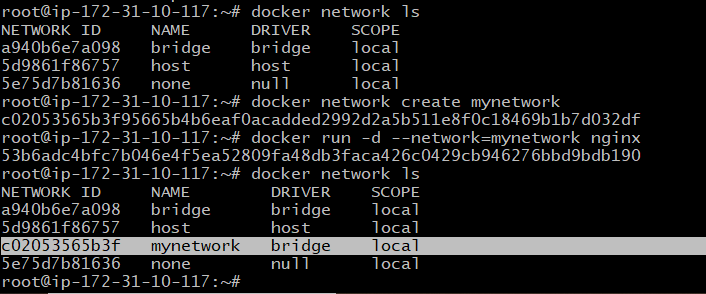 root@ip-172-31-10-117:~# docker network ls
NETWORK ID NAME DRIVER SCOPE
a940b6e7a098 bridge bridge local
5d9861f86757 host host local
5e75d7b81636 none null local
root@ip-172-31-10-117:~# docker network create mynetwork
c02053565b3f95665b4b6eaf0acadded2992d2a5b511e8f0c18469b1b7d032df
root@ip-172-31-10-117:~# docker run -d --network=mynetwork nginx
53b6adc4bfc7b046e4f5ea52809fa48db3faca426c0429cb946276bbd9bdb190
root@ip-172-31-10-117:~# docker network ls
NETWORK ID NAME DRIVER SCOPE
a940b6e7a098 bridge bridge local
5d9861f86757 host host local
c02053565b3f mynetwork bridge local
5e75d7b81636 none null local
root@ip-172-31-10-117:~#